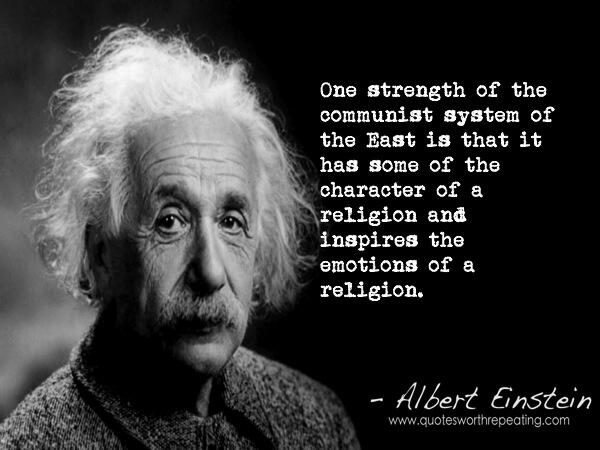 One strength of the
communist system of
the East is that it
has some of the
character of a
religion and
inspires the
emotions of a
religion.
- Albert Einstein
www.quotesworthrepeating.com